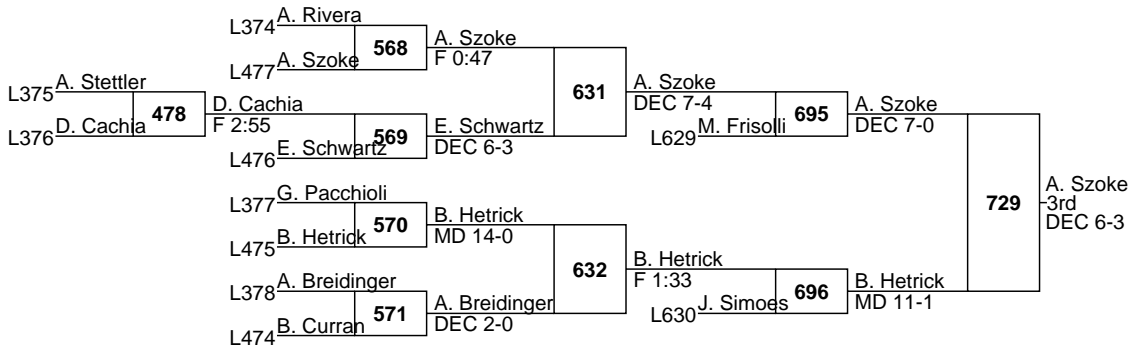 L374 A. Rivera
568
A. Szoke
F 0:47
L477 A. Szoke
L375 A. Stettler
478
D. Cachia
F 2:55
L376 D. Cachia
569
E. Schwartz
DEC 6-3
L476 E. Schwartz
631
A. Szoke
DEC 7-4
L629 M. Frisolli
695
A. Szoke
DEC 7-0
L377 G. Pacchioli
570
B. Hetrick
MD 14-0
L475 B. Hetrick
L378 A. Breidinger
571
A. Breidinger
DEC 2-0
L474 B. Curran
632
B. Hetrick
F 1:33
L630 J. Simoes
696
B. Hetrick
MD 11-1
729
A. Szoke
3rd
DEC 6-3